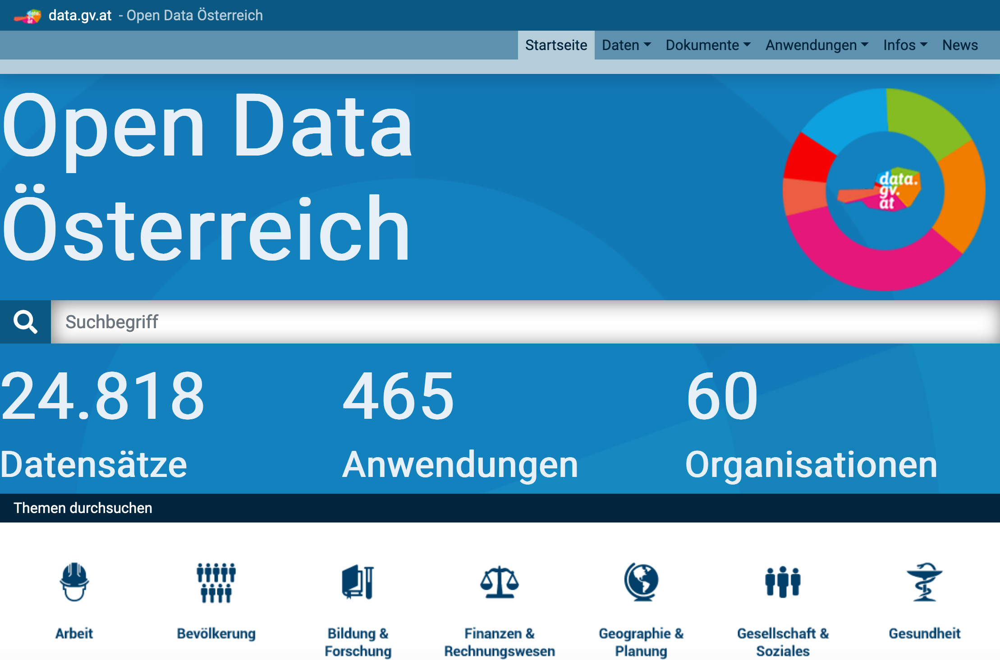 data.gv.at - Open Data Österreich
Startseite Daten Dokumente Anwendungen Infos News
Open Data
Österreich
data.
gv.
at
Suchbegriff
24.818 465 60
Datensätze Anwendungen Organisationen
Themen durchsuchen
Arbeit
Bevölkerung
Bildung &
Forschung
Finanzen &
Rechnungswesen
Geographie &
Planung
Gesellschaft &
Soziales
Gesundheit